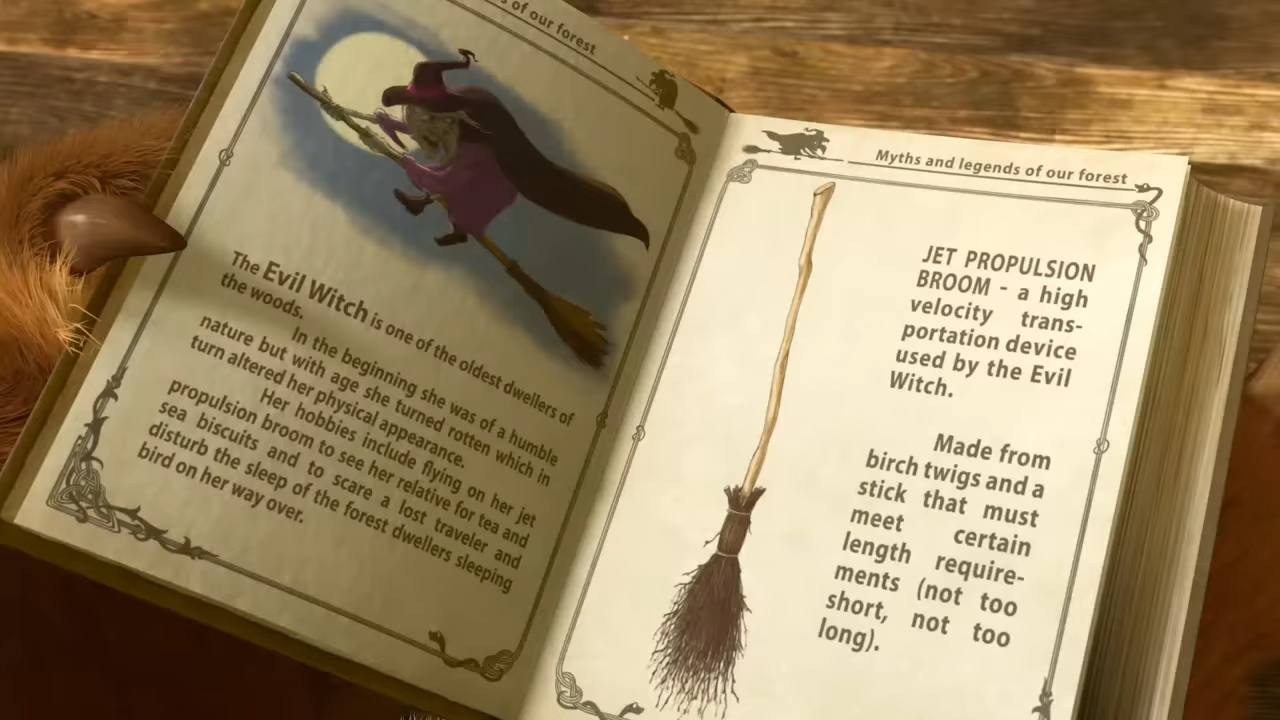 s of our forest
The Evil Witch is one of the oldest dwellers of
the woods.
In the beginning she was of a humble
nature but with age she turned rotten which in
turn altered her physical appearance.
Her hobbies include flying on her jet
propulsion broom to see her relative for tea and
sea biscuits and to scare a lost traveler and
disturb the sleep of the forest dwellers sleeping
bird on her way over.
Myths and legends of our forest
JET PROPULSION
BROOM - a high
velocity trans-
portation device
used by the Evil
Witch.
Made from
birch twigs and a
stick that must
meet certain
length require-
ments (not too
short, not too
long).